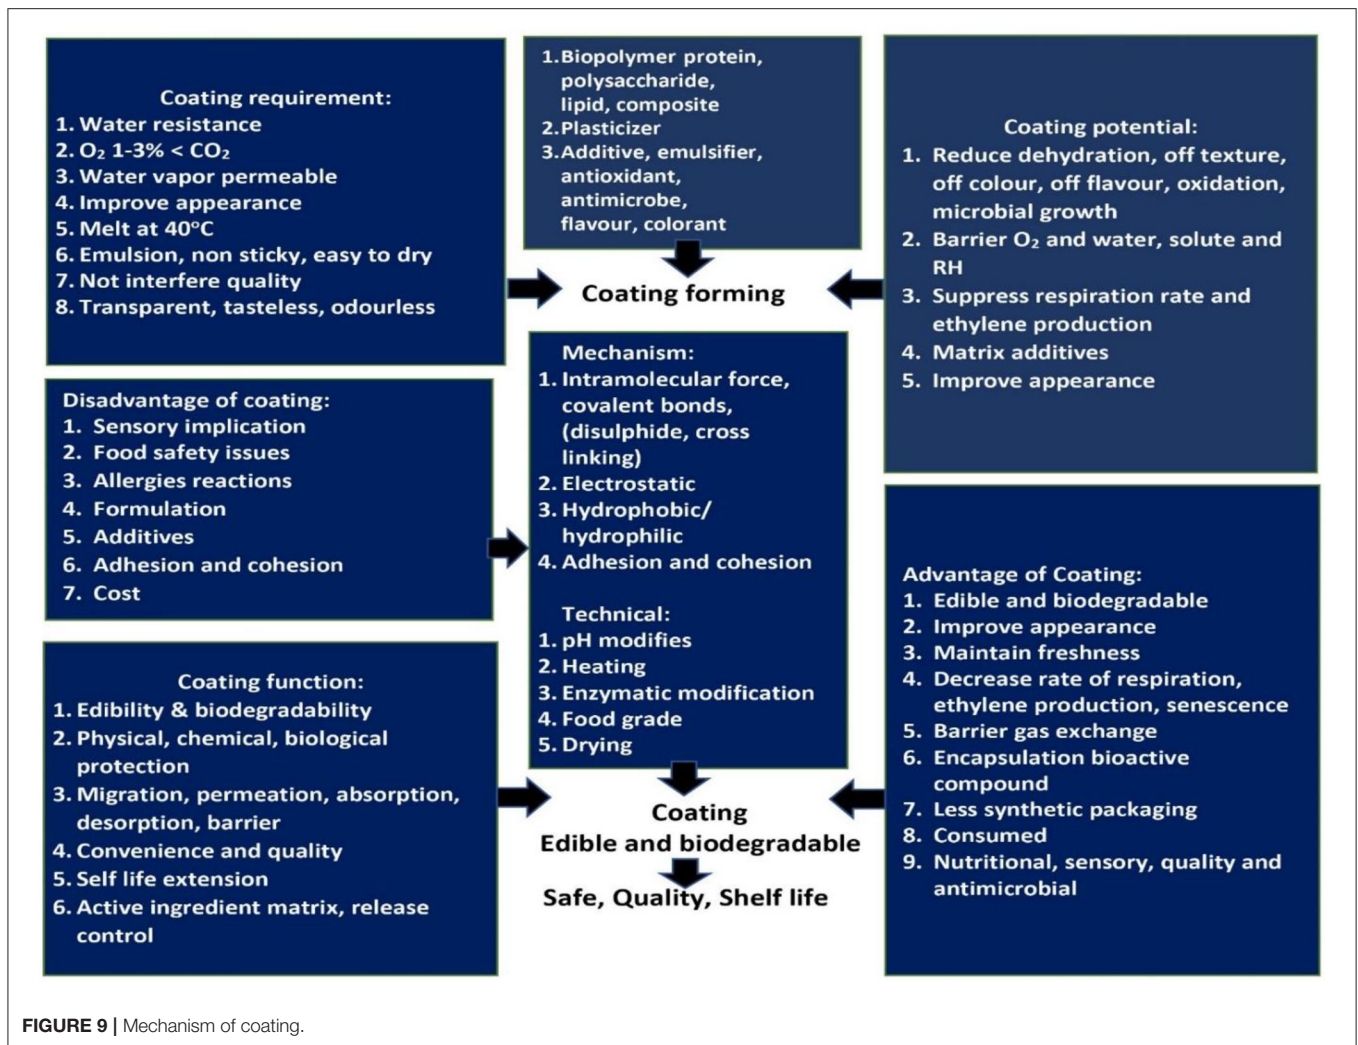 Coating requirement:
1. Water resistance
2. O₂ 1-3% < CO₂
3. Water vapor permeable
4. Improve appearance
5. Melt at 40°C
6. Emulsion, non sticky, easy to dry
7. Not interfere quality
8. Transparent, tasteless, odourless
1. Biopolymer protein,
polysaccharide,
lipid, composite
2. Plasticizer
3. Additive, emulsifier,
antioxidant,
antimicrobe,
flavour, colorant
Coating forming
Coating potential:
1. Reduce dehydration, off texture,
off colour, off flavour, oxidation,
microbial growth
2. Barrier O₂ and water, solute and
RH
3. Suppress respiration rate and
ethylene production
4. Matrix additives
5. Improve appearance
Disadvantage of coating:
1. Sensory implication
2. Food safety issues
3. Allergies reactions
4. Formulation
5. Additives
6. Adhesion and cohesion
7. Cost
Mechanism:
1. Intramolecular force,
covalent bonds,
(disulphide, cross
linking)
2. Electrostatic
3. Hydrophobic/
hydrophilic
4. Adhesion and cohesion
Technical:
1. pH modifies
2. Heating
3. Enzymatic modification
4. Food grade
5. Drying
Coating function:
1. Edibility & biodegradability
2. Physical, chemical, biological
protection
3. Migration, permeation, absorption,
desorption, barrier
4. Convenience and quality
5. Self life extension
6. Active ingredient matrix, release
control
Advantage of Coating:
1. Edible and biodegradable
2. Improve appearance
3. Maintain freshness
4. Decrease rate of respiration,
ethylene production, senescence
5. Barrier gas exchange
6. Encapsulation bioactive
compound
7. Less synthetic packaging
8. Consumed
9. Nutritional, sensory, quality and
antimicrobial
Coating
Edible and biodegradable
Safe, Quality, Shelf life
FIGURE 9 | Mechanism of coating.